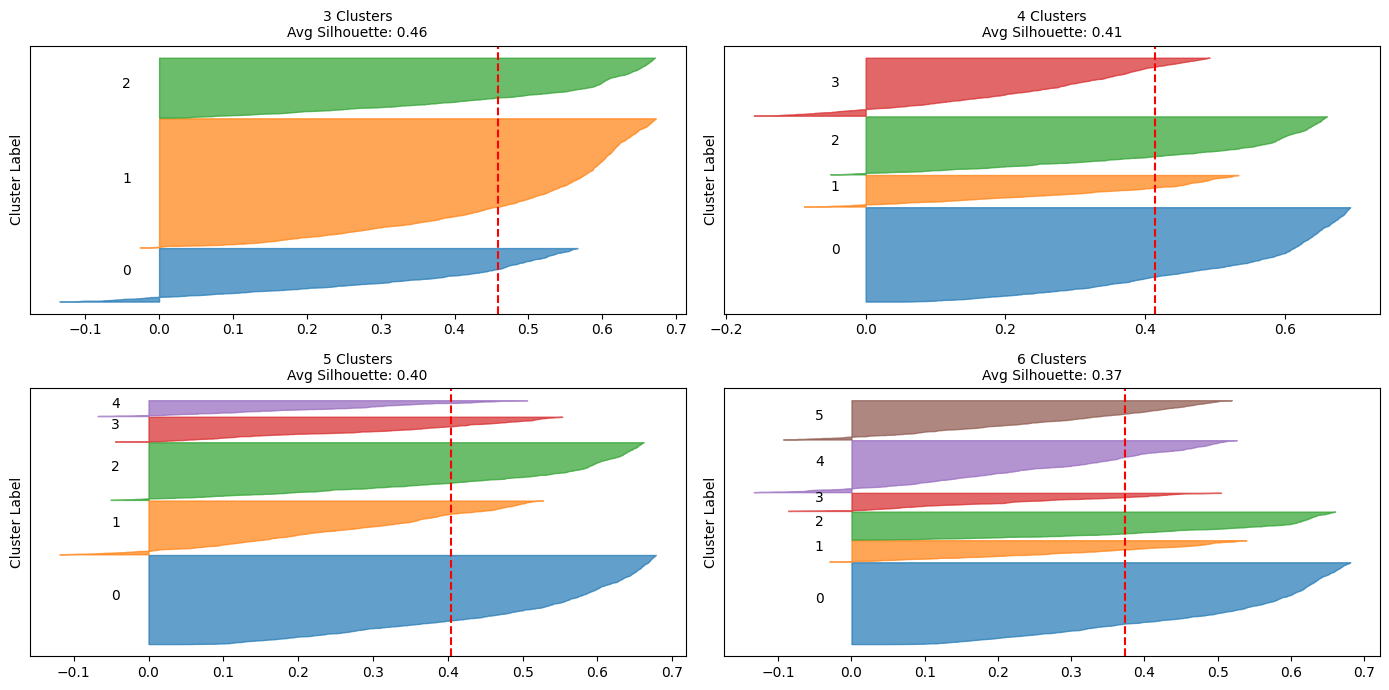 3 Clusters
Avg Silhouette: 0.46
Cluster Label
2
1
0
−0.1 0.0 0.1 0.2 0.3 0.4 0.5 0.6 0.7
4 Clusters
Avg Silhouette: 0.41
Cluster Label
3
2
1
0
−0.2 0.0 0.2 0.4 0.6
5 Clusters
Avg Silhouette: 0.40
Cluster Label
4
3
2
1
0
−0.1 0.0 0.1 0.2 0.3 0.4 0.5 0.6 0.7
6 Clusters
Avg Silhouette: 0.37
Cluster Label
5
4
3
2
1
0
−0.1 0.0 0.1 0.2 0.3 0.4 0.5 0.6 0.7